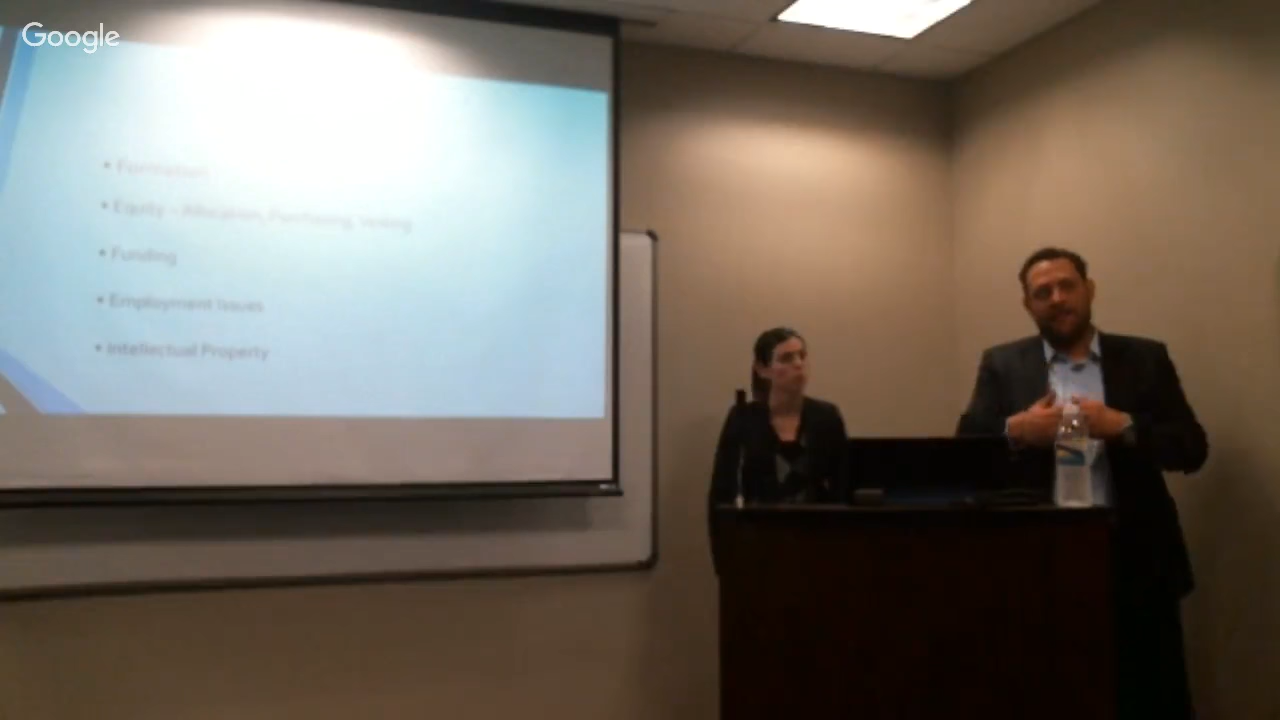 Google
• Formation
• Equity - Allocation, Purchasing, Vesting
• Funding
• Employment Issues
• Intellectual Property